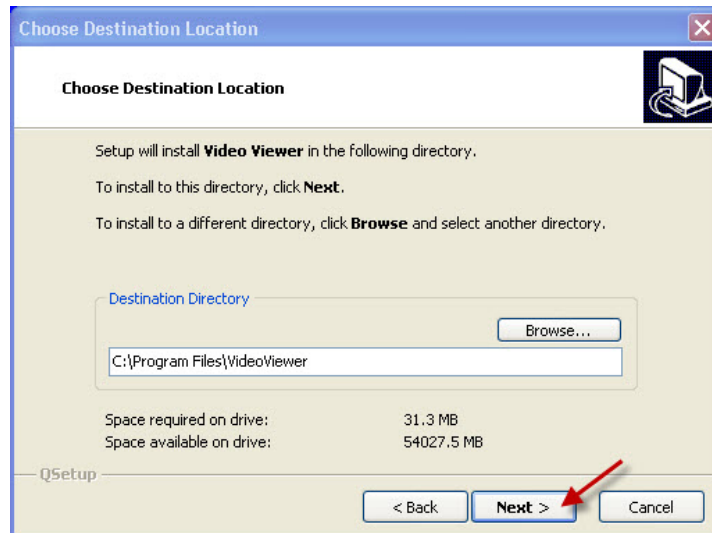 Choose Destination Location
Choose Destination Location
Setup will install Video Viewer in the following directory.
To install to this directory, click Next.
To install to a different directory, click Browse and select another directory.
Destination Directory
Browse...
C:\Program Files\VideoViewer
Space required on drive: 31.3 MB
Space available on drive: 54027.5 MB
QSetup
< Back Next > Cancel